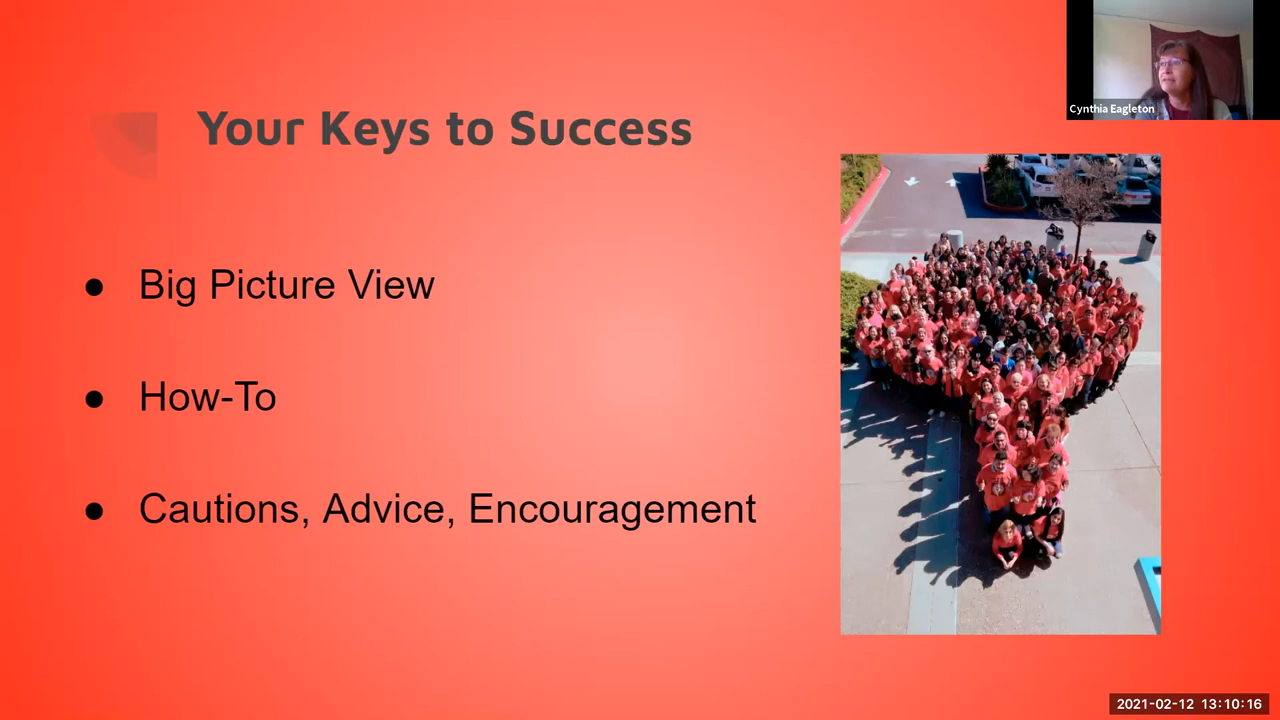 Cynthia Eagleton
Your Keys to Success
● Big Picture View
● How-To
● Cautions, Advice, Encouragement
2021-02-12 13:10:16